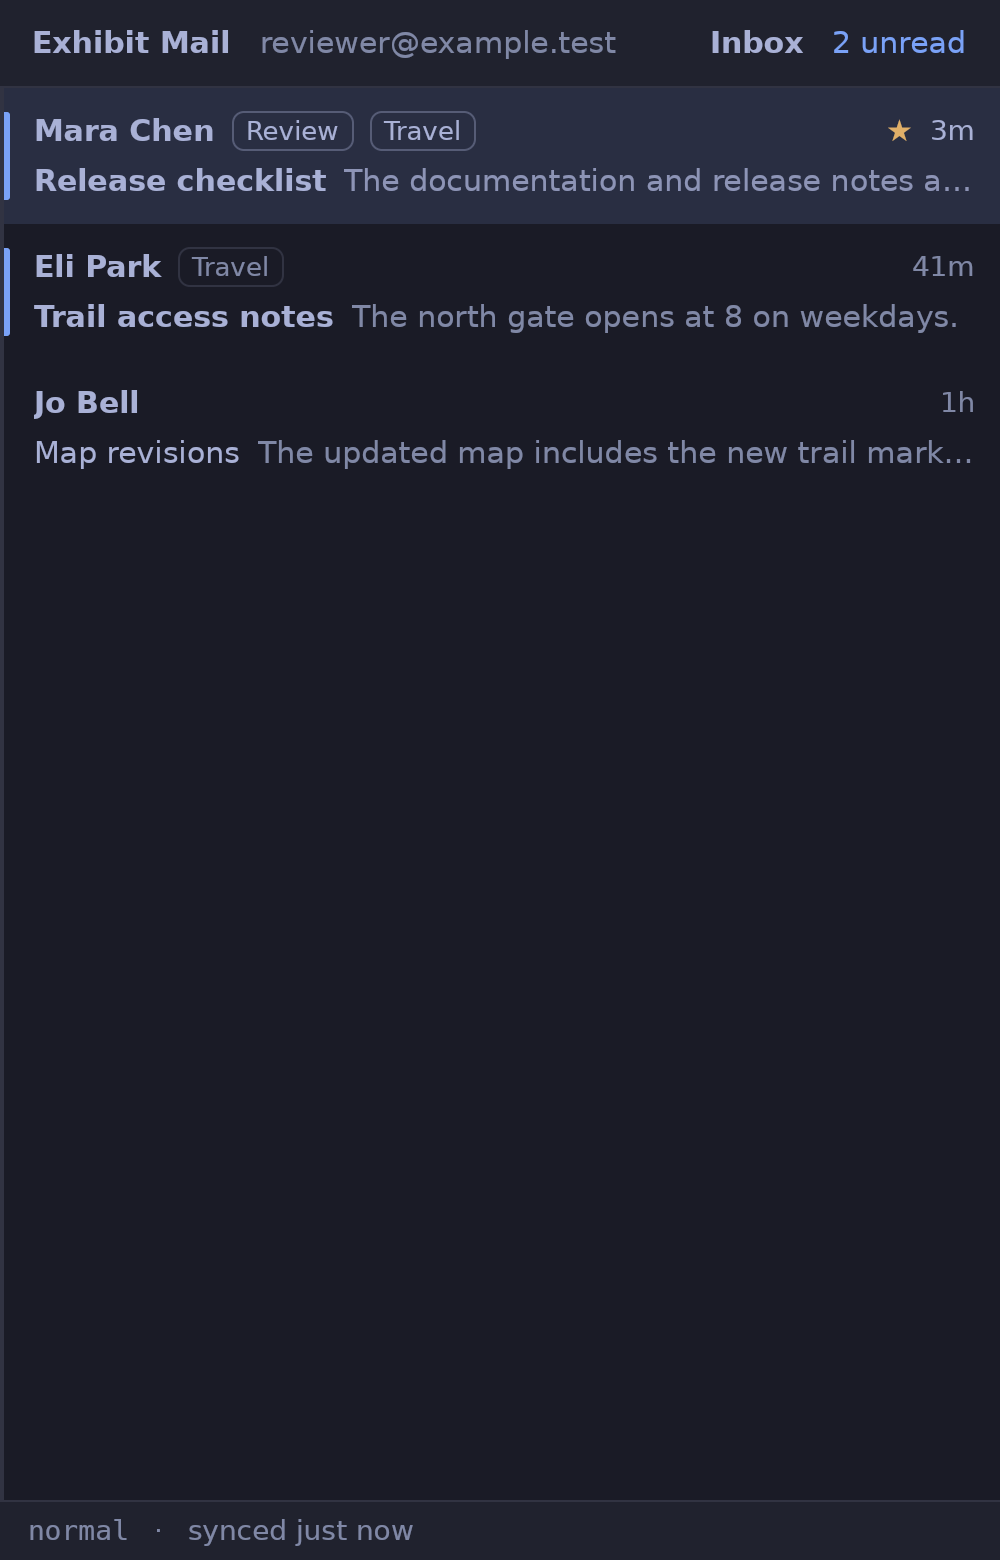 Exhibit Mail reviewer@example.test Inbox 2 unread
Mara Chen Review Travel ★ 3m
Release checklist The documentation and release notes a…
Eli Park Travel 41m
Trail access notes The north gate opens at 8 on weekdays.
Jo Bell 1h
Map revisions The updated map includes the new trail mark…
normal · synced just now